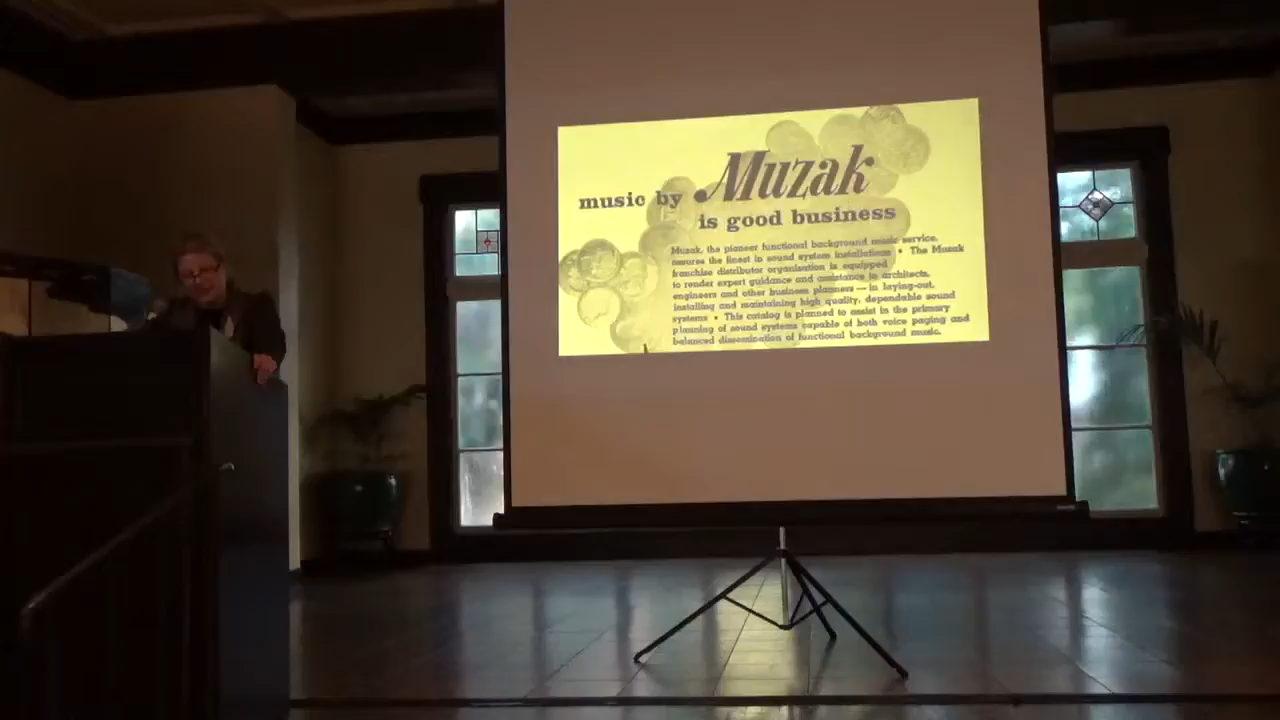 music by Muzak
is good business
Muzak, the pioneer functional background music service,
assures the finest in sound system installations • The Muzak
franchise distributor organization is equipped
to render expert guidance and assistance to architects,
engineers and other business planners — in laying-out,
installing and maintaining high quality, dependable sound
systems • This catalog is planned to assist in the primary
planning of sound systems capable of both voice paging and
balanced dissemination of functional background music.